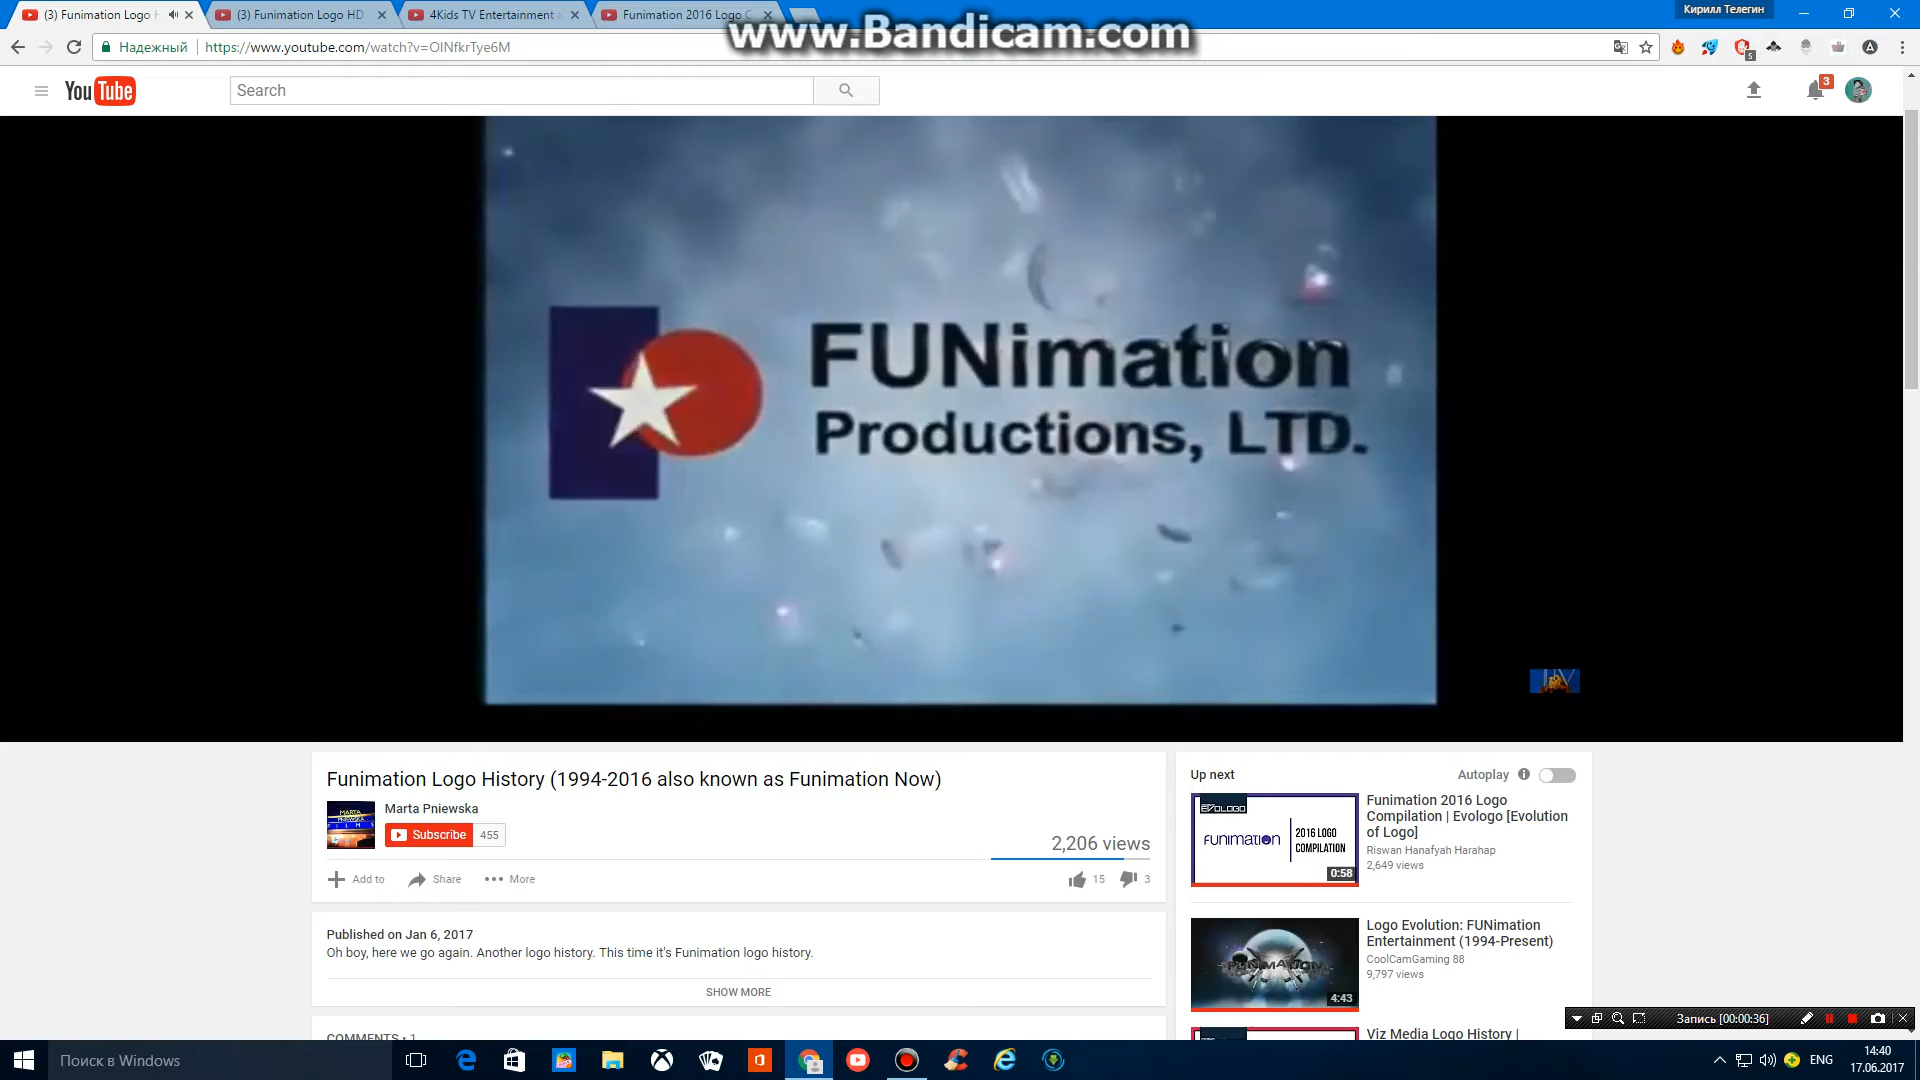 (3) Funimation Logo H
(3) Funimation Logo HD
4Kids TV Entertainment
Funimation 2016 Logo C
www.Bandicam.com
Кирилл Телегин
Надежный
https://www.youtube.com/watch?v=OINfkrTye6M
5
YouTube
Search
3
FUNimation
Productions, LTD.
Funimation Logo History (1994-2016 also known as Funimation Now)
Marta Pniewska
Subscribe 455
2,206 views
Add to Share More
15 3
Published on Jan 6, 2017
Oh boy, here we go again. Another logo history. This time it's Funimation logo history.
SHOW MORE
COMMENTS • 1
Up next
Autoplay
EVOLOGO
FUNIMATION
2016 LOGO
COMPILATION
0:58
Funimation 2016 Logo
Compilation | Evologo [Evolution
of Logo]
Riswan Hanafyah Harahap
2,649 views
FUNIMATION
4:43
Logo Evolution: FUNimation
Entertainment (1994-Present)
CoolCamGaming 88
9,797 views
Viz Media Logo History |
Запись [00:00:36]
Поиск в Windows
ENG
14:40
17.06.2017